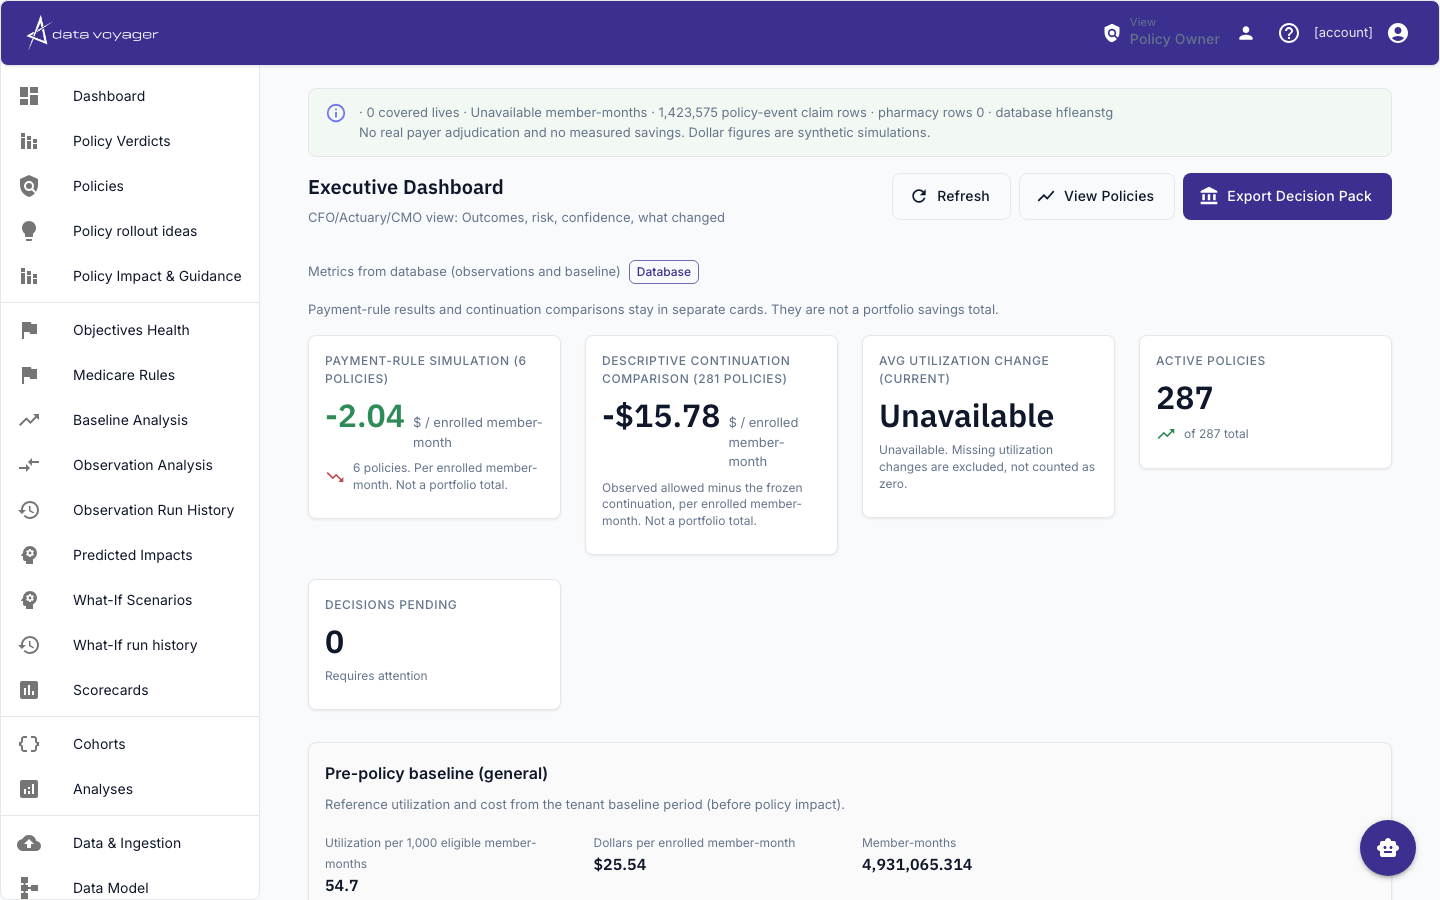 data voyager
View
Policy Owner
[account]
Dashboard
Policy Verdicts
Policies
Policy rollout ideas
Policy Impact & Guidance
Objectives Health
Medicare Rules
Baseline Analysis
Observation Analysis
Observation Run History
Predicted Impacts
What-If Scenarios
What-If run history
Scorecards
Cohorts
Analyses
Data & Ingestion
Data Model
· 0 covered lives · Unavailable member-months · 1,423,575 policy-event claim rows · pharmacy rows 0 · database hfleanstg
No real payer adjudication and no measured savings. Dollar figures are synthetic simulations.
Executive Dashboard
CFO/Actuary/CMO view: Outcomes, risk, confidence, what changed
Refresh
View Policies
Export Decision Pack
Metrics from database (observations and baseline)
Database
Payment-rule results and continuation comparisons stay in separate cards. They are not a portfolio savings total.
PAYMENT-RULE SIMULATION (6
POLICIES)
-2.04
$ / enrolled member-
month
6 policies. Per enrolled member-
month. Not a portfolio total.
DESCRIPTIVE CONTINUATION
COMPARISON (281 POLICIES)
-$15.78
$ / enrolled
member-
month
Observed allowed minus the frozen
continuation, per enrolled member-
month. Not a portfolio total.
AVG UTILIZATION CHANGE
(CURRENT)
Unavailable
Unavailable. Missing utilization
changes are excluded, not counted as
zero.
ACTIVE POLICIES
287
of 287 total
DECISIONS PENDING
0
Requires attention
Pre-policy baseline (general)
Reference utilization and cost from the tenant baseline period (before policy impact).
Utilization per 1,000 eligible member-
months
54.7
Dollars per enrolled member-month
$25.54
Member-months
4,931,065.314